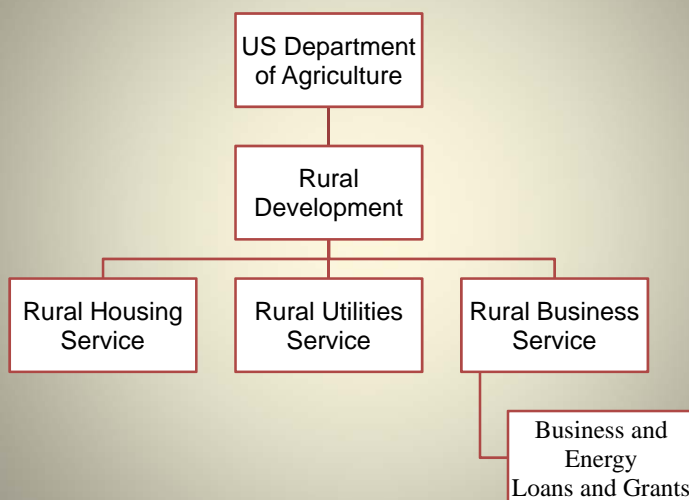 US Department
of Agriculture
Rural
Development
Rural Housing
Service
Rural Utilities
Service
Rural Business
Service
Business and
Energy
Loans and Grants